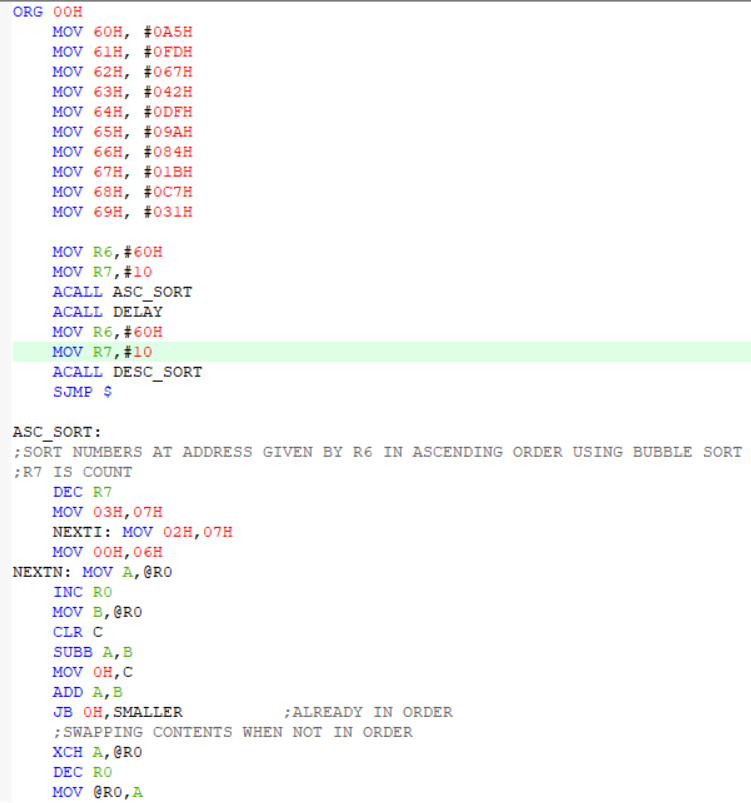 ORG 00H
MOV 60H, #0A5H
MOV 61H, #0FDH
MOV 62H, #067H
MOV 63H, #042H
MOV 64H, #0DFH
MOV 65H, #09AH
MOV 66H, #084H
MOV 67H, #01BH
MOV 68H, #0C7H
MOV 69H, #031H
MOV R6,#60H
MOV R7,#10
ACALL ASC_SORT
ACALL DELAY
MOV R6,#60H
MOV R7,#10
ACALL DESC_SORT
SJMP $
ASC_SORT:
;SORT NUMBERS AT ADDRESS GIVEN BY R6 IN ASCENDING ORDER USING BUBBLE SORT
;R7 IS COUNT
DEC R7
MOV 03H,07H
NEXTI: MOV 02H,07H
MOV 00H,06H
NEXTN: MOV A,@R0
INC R0
MOV B,@R0
CLR C
SUBB A,B
MOV 0H,C
ADD A,B
JB 0H,SMALLER ;ALREADY IN ORDER
;SWAPPING CONTENTS WHEN NOT IN ORDER
XCH A,@R0
DEC R0
MOV @R0,A